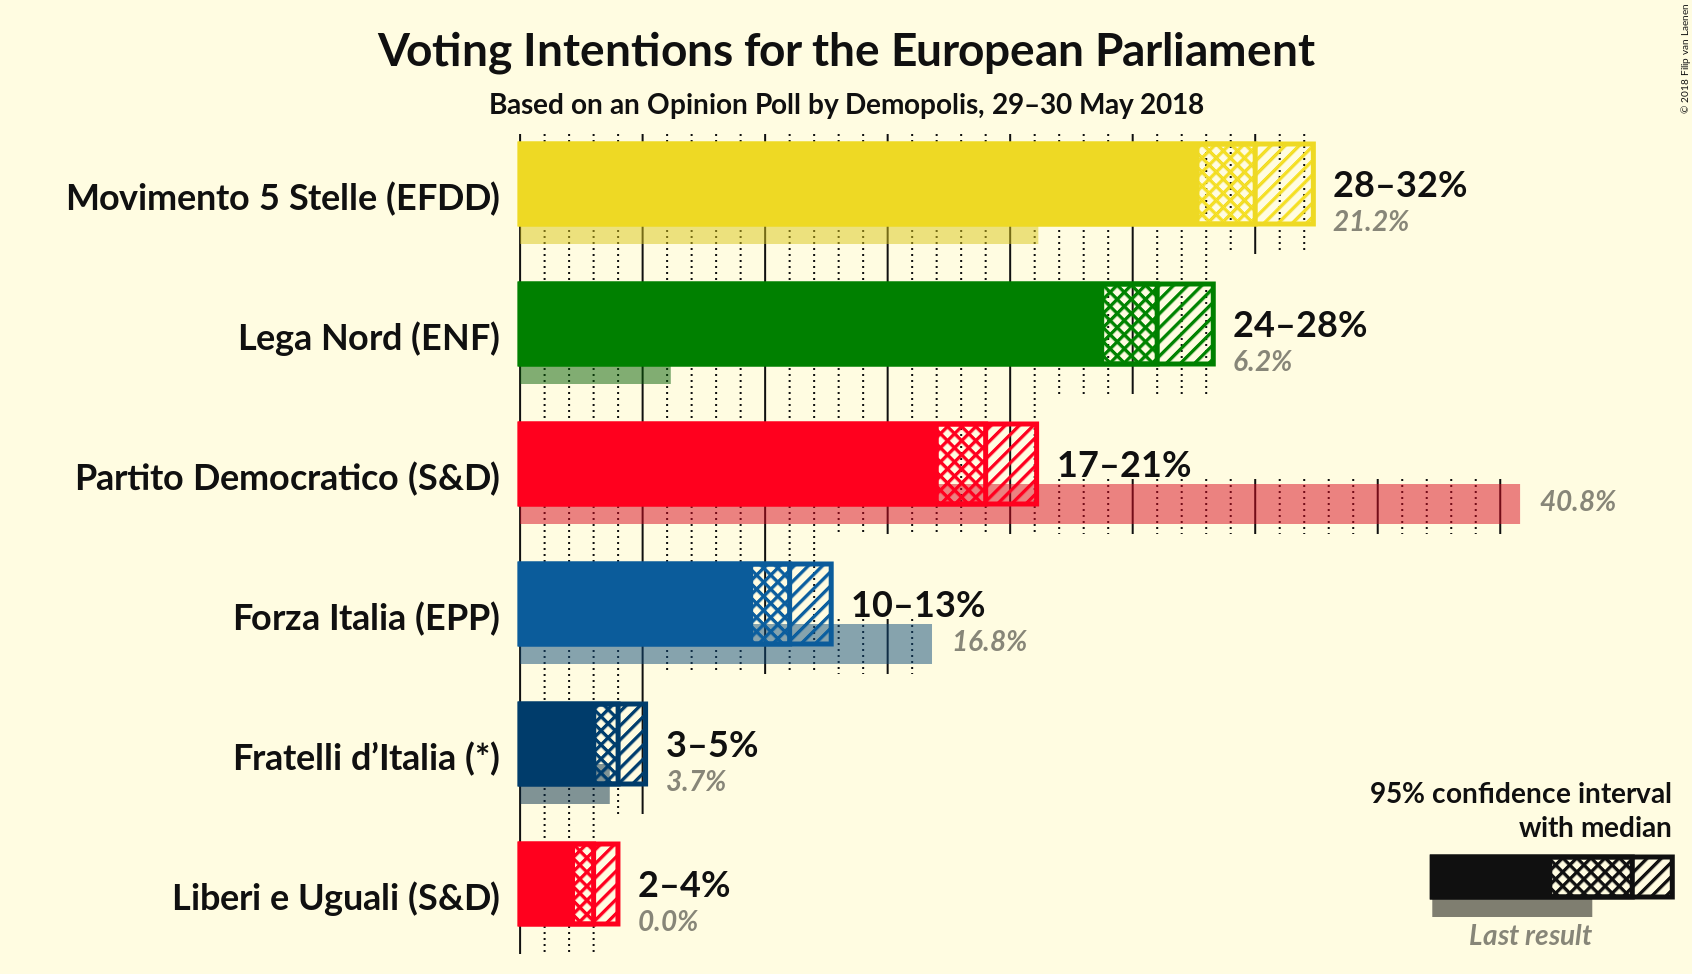 Voting Intentions for the European Parliament
Based on an Opinion Poll by Demopolis, 29–30 May 2018
© 2018 Filip van Laenen
Movimento 5 Stelle (EFDD)
28–32%
21.2%
Lega Nord (ENF)
24–28%
6.2%
Partito Democratico (S&D)
17–21%
40.8%
Forza Italia (EPP)
10–13%
16.8%
Fratelli d’Italia (*)
3–5%
3.7%
Liberi e Uguali (S&D)
2–4%
0.0%
95% confidence interval
with median
Last result